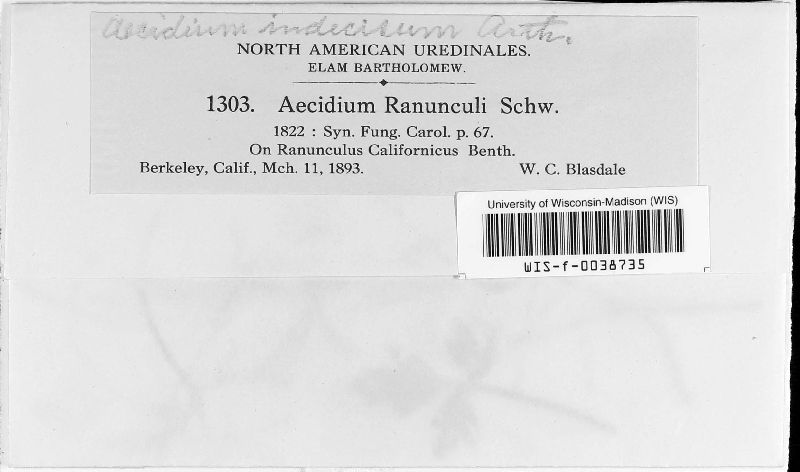 Aecidium indecisum Arth.
NORTH AMERICAN UREDINALES.
ELAM BARTHOLOMEW.
1303. Aecidium Ranunculi Schw.
1822 : Syn. Fung. Carol. p. 67.
On Ranunculus Californicus Benth.
Berkeley, Calif., Mch. 11, 1893. W. C. Blasdale
University of Wisconsin-Madison (WIS)
WIS-f-0038735